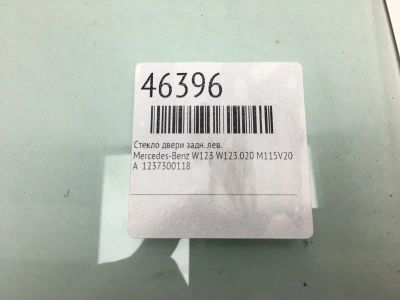 46396
Стекло двери задн. лев.
Mercedes-Benz W123 W123.020 M115V20
A 1237300118